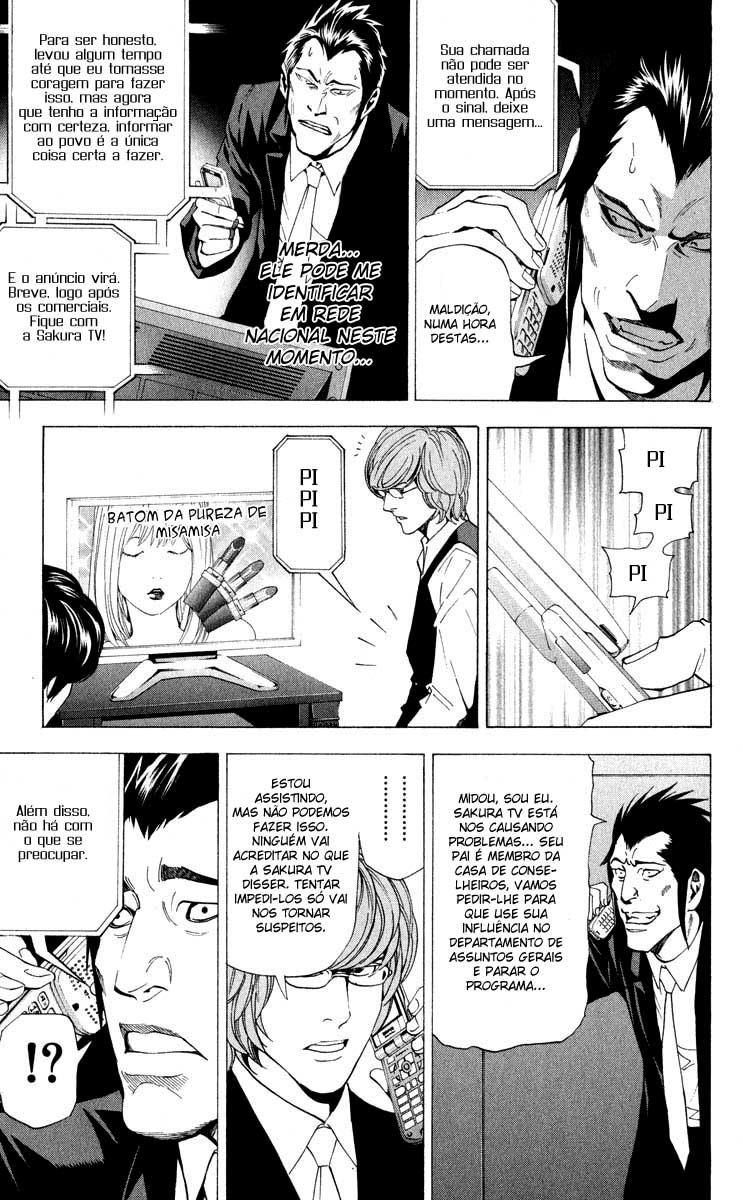 Sua chamada
não pode ser
atendida no
momento. Após
o sinal, deixe
uma mensagem...
MALDIÇÃO,
NUMA HORA
DESTAS...
Para ser honesto,
levou algum tempo
até que eu tomasse
coragem para fazer
isso, mas agora
que tenho a informação
com certeza, informar
ao povo é a única
coisa certa a fazer.
MERDA...
ELE PODE ME
IDENTIFICAR
EM REDE
NACIONAL NESTE
MOMENTO...
E o anúncio virá.
Breve, logo após
os comerciais.
Fique com
a Sakura TV!
PI
PI
PI
PI
PI
PI
BATOM DA PUREZA DE
MISAMISA
MIDOU, SOU EU.
SAKURA TV ESTÁ
NOS CAUSANDO
PROBLEMAS... SEU
PAI É MEMBRO DA
CASA DE CONSE-
LHEIROS, VAMOS
PEDIR-LHE PARA
QUE USE SUA
INFLUÊNCIA NO
DEPARTAMENTO DE
ASSUNTOS GERAIS
E PARAR O
PROGRAMA...
.........
ESTOU
ASSISTINDO,
MAS NÃO PODEMOS
FAZER ISSO.
NINGUÉM VAI
ACREDITAR NO QUE
A SAKURA TV
DISSER. TENTAR
IMPEDI-LOS SÓ VAI
NOS TORNAR
SUSPEITOS.
Além disso,
não há com
o que se
preocupar.
!?